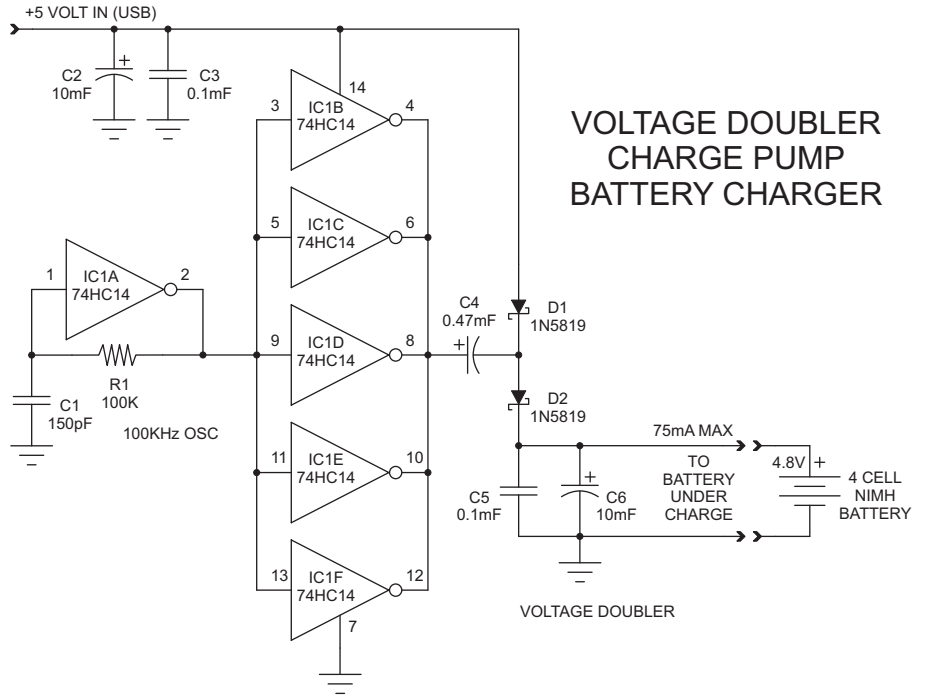 +5 VOLT IN (USB)
C2
10mF
+
C3
0.1mF
14
3
IC1B
74HC14
4
VOLTAGE DOUBLER
CHARGE PUMP
BATTERY CHARGER
5
IC1C
74HC14
6
1
IC1A
74HC14
2
9
IC1D
74HC14
8
C4
0.47mF
+
D1
1N5819
R1
100K
C1
150pF
100KHz OSC
D2
1N5819
11
IC1E
74HC14
10
C5
0.1mF
+
C6
10mF
75mA MAX
TO
BATTERY
UNDER
CHARGE
4.8V
+
4 CELL
NIMH
BATTERY
13
IC1F
74HC14
12
7
VOLTAGE DOUBLER